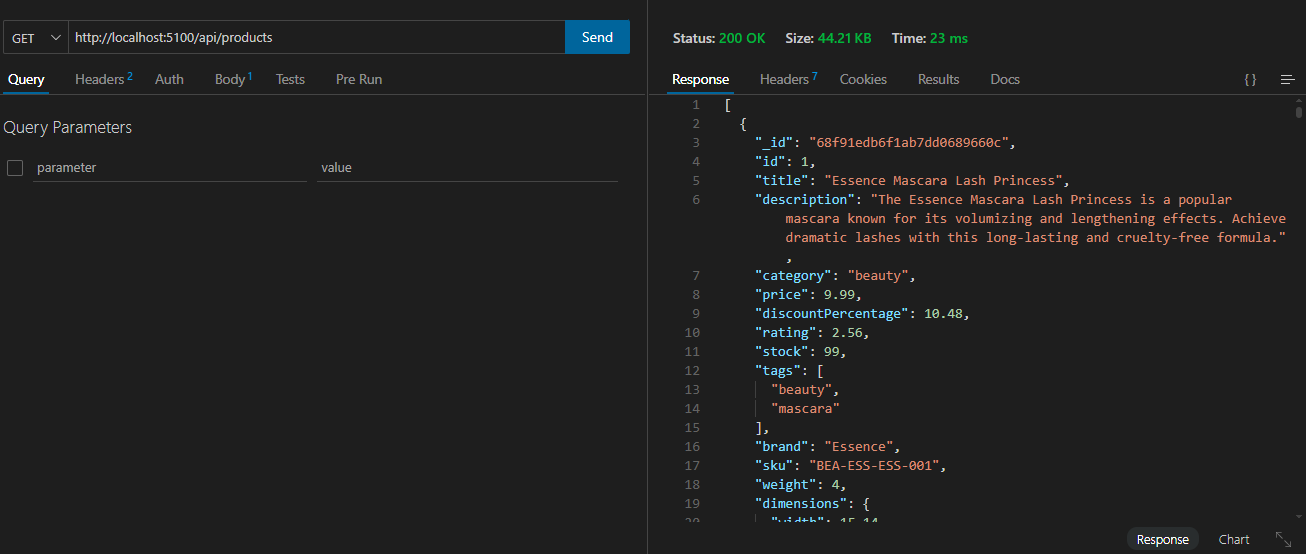 GET http://localhost:5100/api/products Send
Query Headers 2 Auth Body 1 Tests Pre Run
Query Parameters
parameter value
Status: 200 OK Size: 44.21 KB Time: 23 ms
Response Headers 7 Cookies Results Docs {}
1 [
2 {
3 "_id": "68f91edb6f1ab7dd0689660c",
4 "id": 1,
5 "title": "Essence Mascara Lash Princess",
6 "description": "The Essence Mascara Lash Princess is a popular
mascara known for its volumizing and lengthening effects. Achieve
dramatic lashes with this long-lasting and cruelty-free formula."
,
7 "category": "beauty",
8 "price": 9.99,
9 "discountPercentage": 10.48,
10 "rating": 2.56,
11 "stock": 99,
12 "tags": [
13 "beauty",
14 "mascara"
15 ],
16 "brand": "Essence",
17 "sku": "BEA-ESS-ESS-001",
18 "weight": 4,
19 "dimensions": {
20 "width": 15.14,
Response Chart